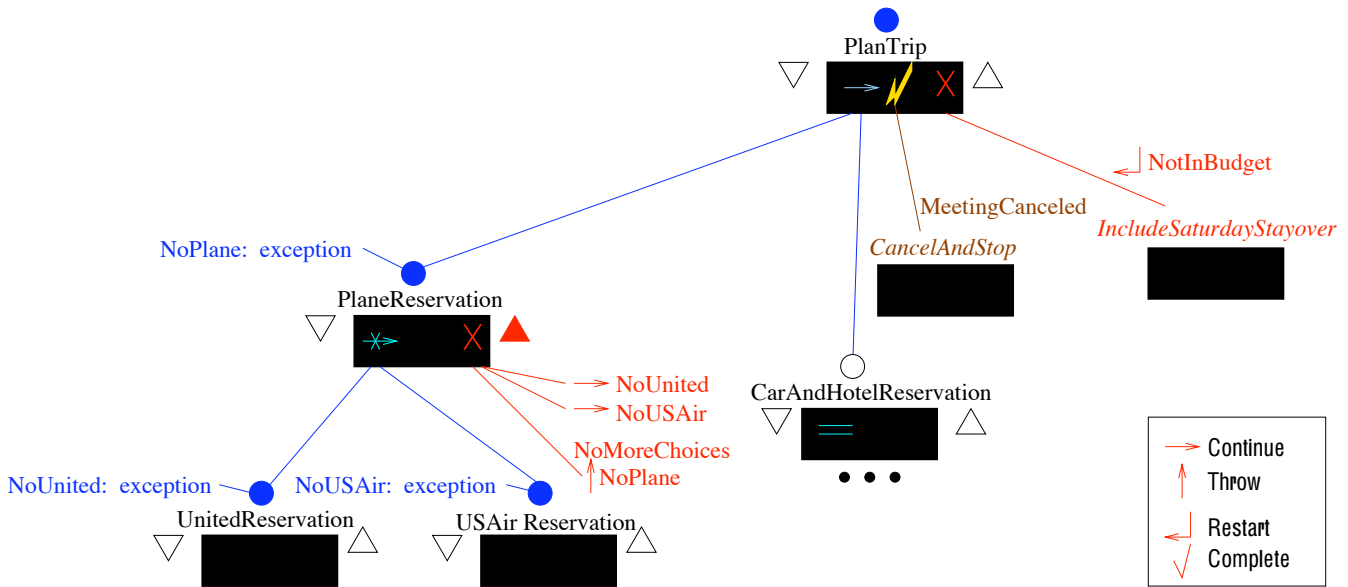 PlanTrip
NotInBudget
MeetingCanceled
IncludeSaturdayStayover
NoPlane: exception
CancelAndStop
PlaneReservation
NoUnited
CarAndHotelReservation
NoUSAir
NoMoreChoices
NoPlane
NoUnited: exception
NoUSAir: exception
UnitedReservation
USAir Reservation
Continue
Throw
Restart
Complete